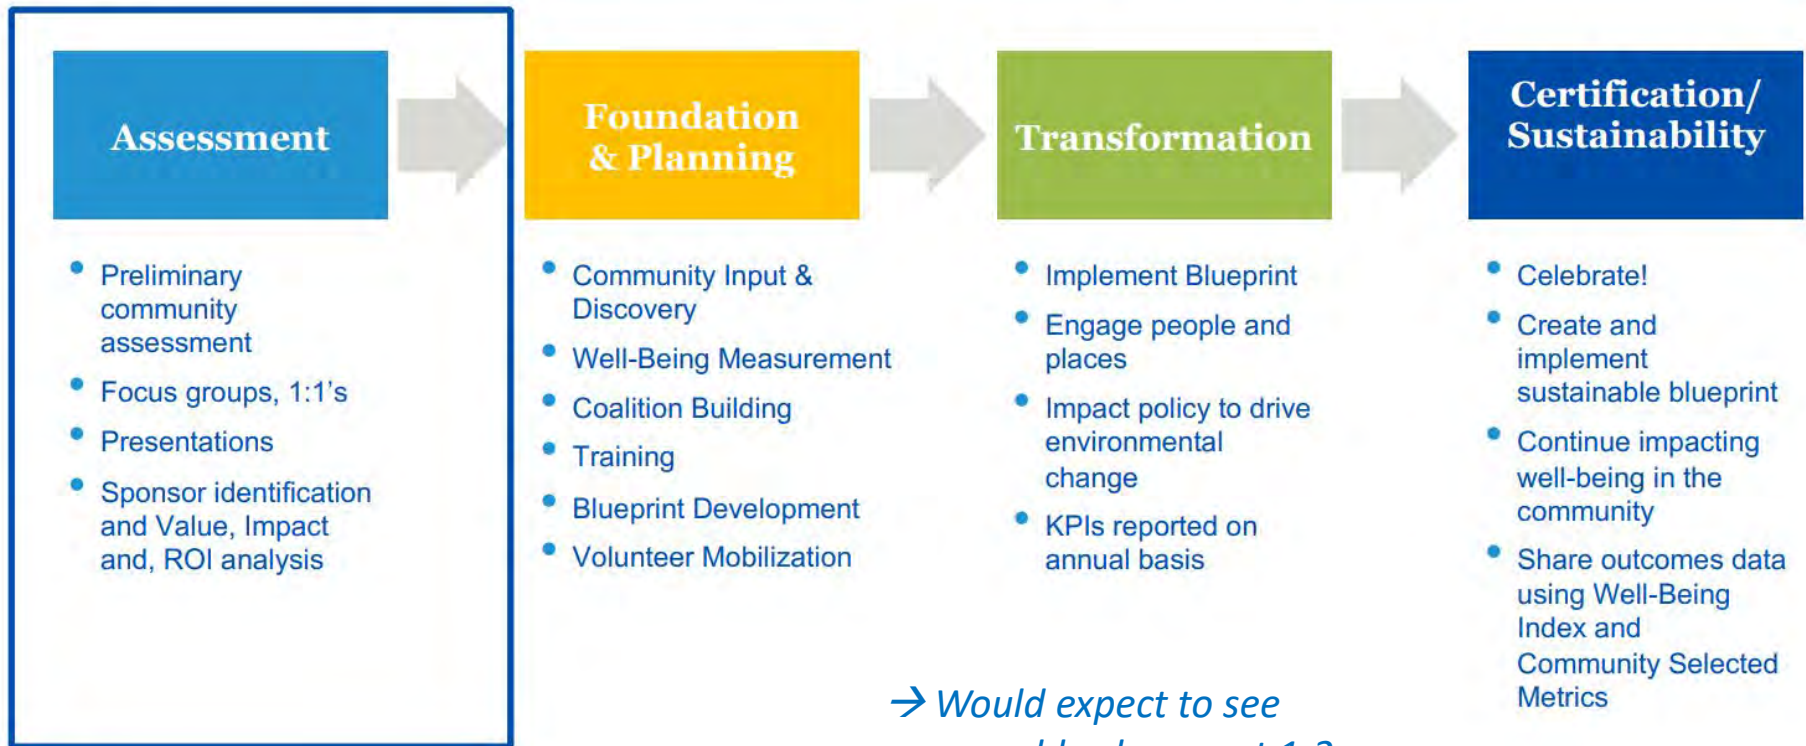 Assessment
• Preliminary
community
assessment
• Focus groups, 1:1’s
• Presentations
• Sponsor identification
and Value, Impact
and, ROI analysis
Foundation
& Planning
• Community Input &
Discovery
• Well-Being Measurement
• Coalition Building
• Training
• Blueprint Development
• Volunteer Mobilization
Transformation
• Implement Blueprint
• Engage people and
places
• Impact policy to drive
environmental
change
• KPIs reported on
annual basis
→ Would expect to see
Certification/
Sustainability
• Celebrate!
• Create and
implement
sustainable blueprint
• Continue impacting
well-being in the
community
• Share outcomes data
using Well-Being
Index and
Community Selected
Metrics